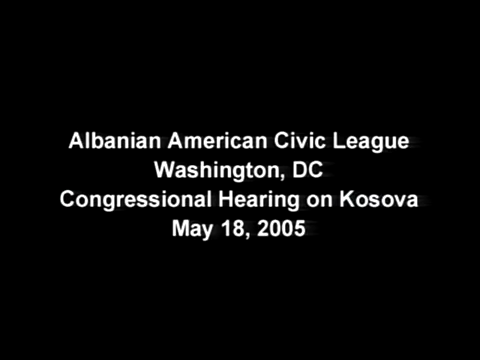 Albanian American Civic League
Washington, DC
Congressional Hearing on Kosova
May 18, 2005